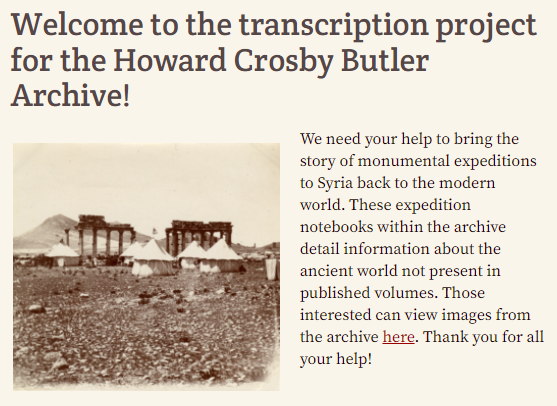 Welcome to the transcription project
for the Howard Crosby Butler
Archive!
We need your help to bring the
story of monumental expeditions
to Syria back to the modern
world. These expedition
notebooks within the archive
detail information about the
ancient world not present in
published volumes. Those
interested can view images from
the archive here. Thank you for all
your help!